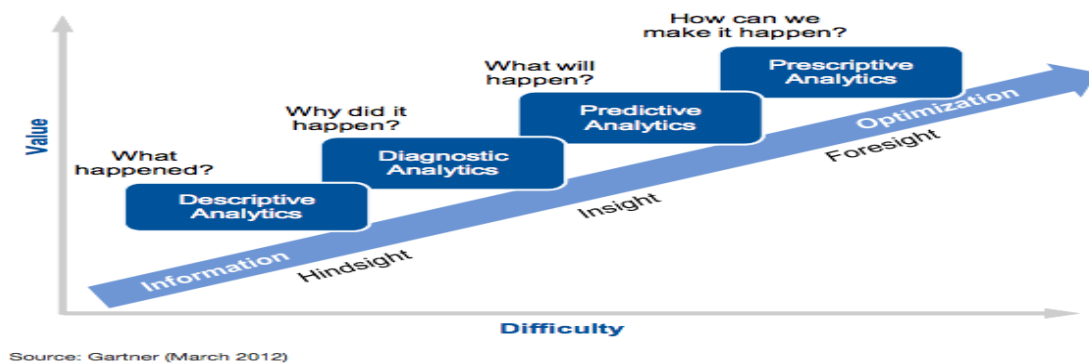 How can we
make it happen?
Prescriptive
Analytics
What will
happen?
Predictive
Analytics
Why did it
happen?
Diagnostic
Analytics
What
happened?
Descriptive
Analytics
Value
Information
Hindsight
Insight
Foresight
Optimization
Difficulty
Source: Gartner (March 2012)